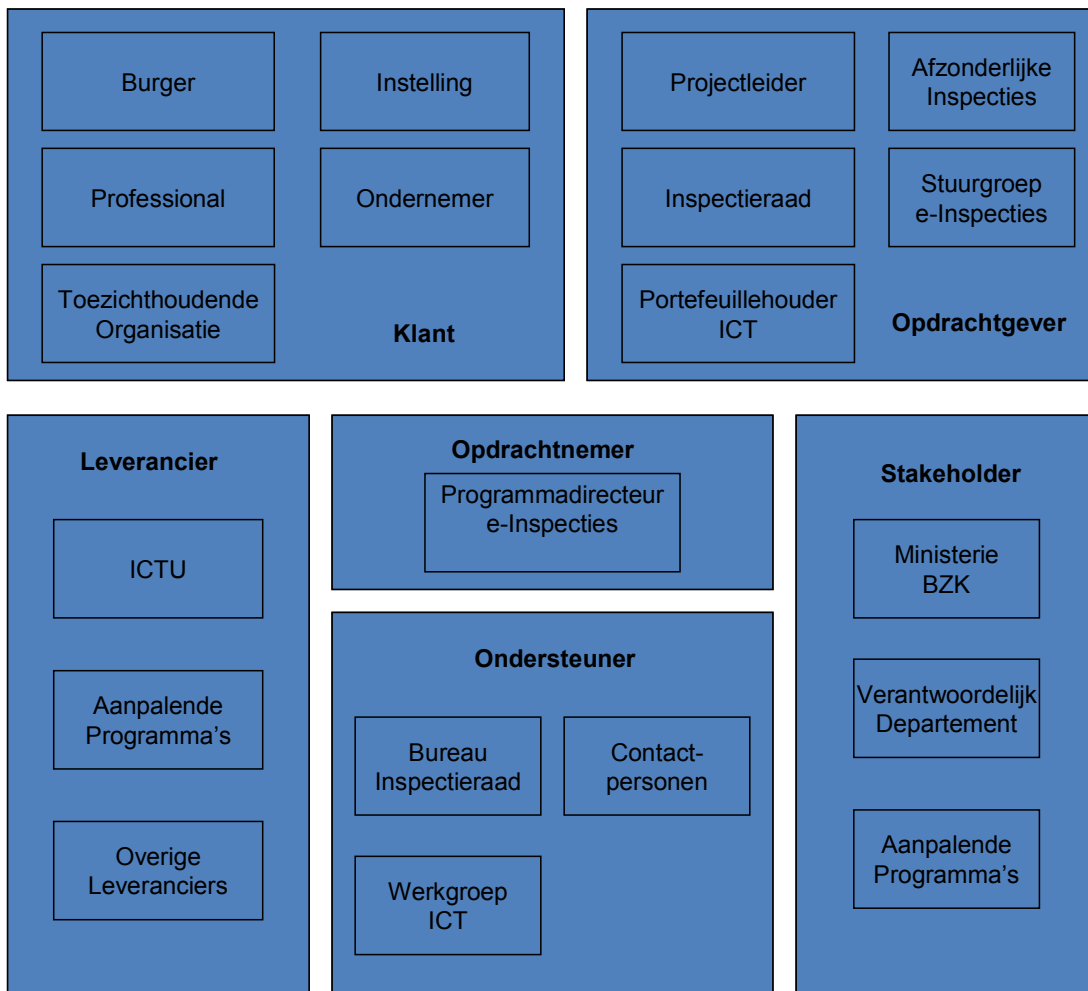 Burger
Instelling
Professional
Ondernemer
Toezichthoudende
Organisatie
Klant
Projectleider
Afzonderlijke
Inspecties
Inspectieraad
Stuurgroep
e-Inspecties
Portefeuillehouder
ICT
Opdrachtgever
Leverancier
ICTU
Aanpalende
Programma’s
Overige
Leveranciers
Opdrachtnemer
Programmadirecteur
e-Inspecties
Ondersteuner
Bureau
Inspectieraad
Contact-
personen
Werkgroep
ICT
Stakeholder
Ministerie
BZK
Verantwoordelijk
Departement
Aanpalende
Programma’s